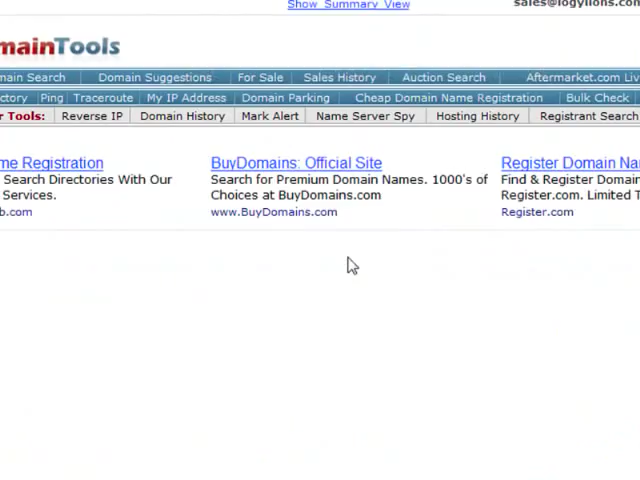 Show Summary View
sales@logylions.com
mainTools
main Search Domain Suggestions For Sale Sales History Auction Search Aftermarket.com Liv
ctory Ping Traceroute My IP Address Domain Parking Cheap Domain Name Registration Bulk Check
r Tools: Reverse IP Domain History Mark Alert Name Server Spy Hosting History Registrant Search
me Registration
Search Directories With Our
Services.
b.com
BuyDomains: Official Site
Search for Premium Domain Names. 1000's of
Choices at BuyDomains.com
www.BuyDomains.com
Register Domain Na
Find & Register Domain
Register.com. Limited T
Register.com